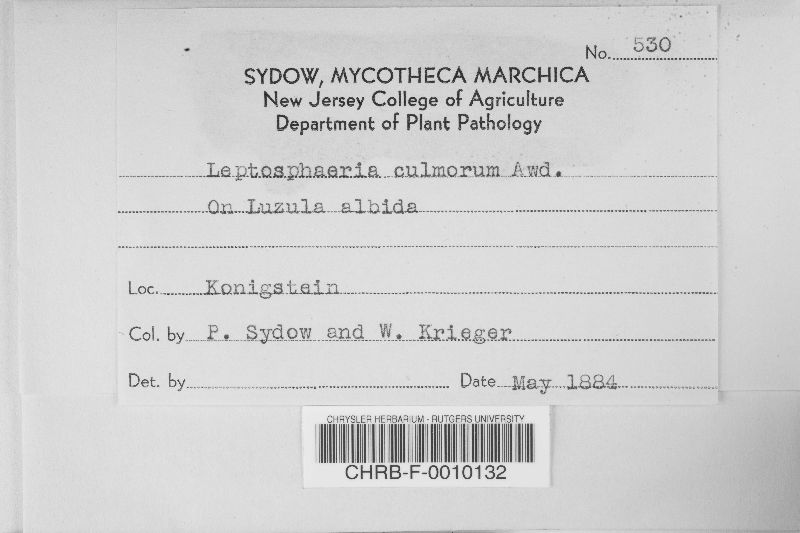 No. 530
SYDOW, MYCOTHECA MARCHICA
New Jersey College of Agriculture
Department of Plant Pathology
Leptosphaeria culmorum Awd.
On Luzula albida
Loc. Konigstein
Col. by P. Sydow and W. Krieger
Det. by Date May 1884
CHRYSLER HERBARIUM - RUTGERS UNIVERSITY
CHRB-F-0010132